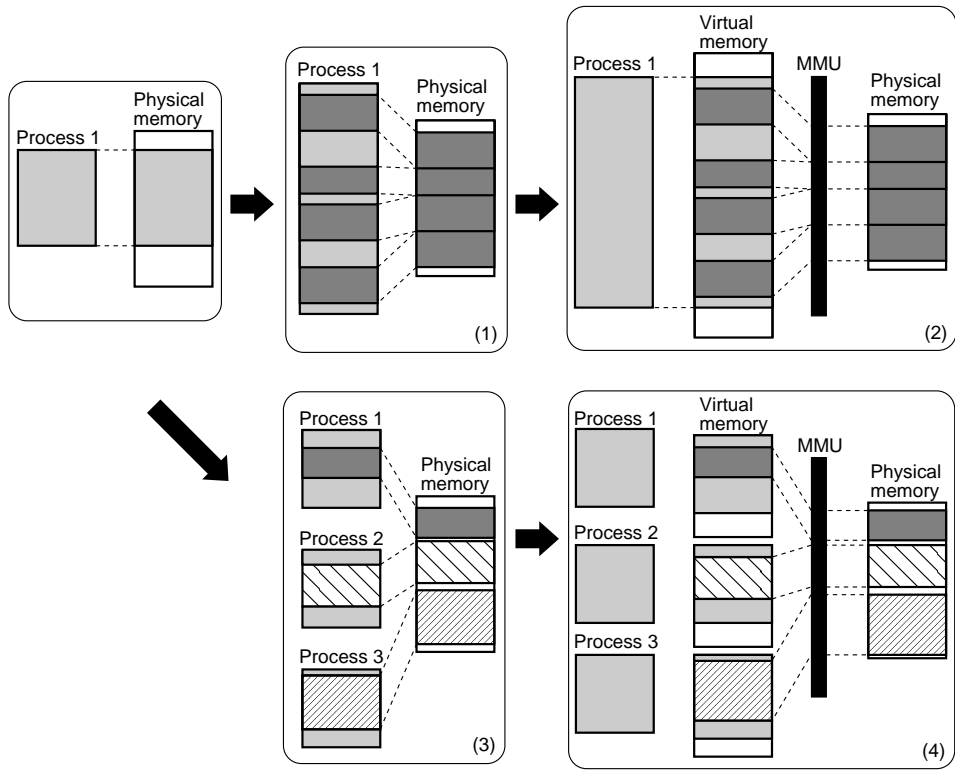 Process 1
Physical
memory
Process 1
Physical
memory
(1)
Process 1
Virtual
memory
MMU
Physical
memory
(2)
Process 1
Process 2
Process 3
Physical
memory
(3)
Process 1
Process 2
Process 3
Virtual
memory
MMU
Physical
memory
(4)